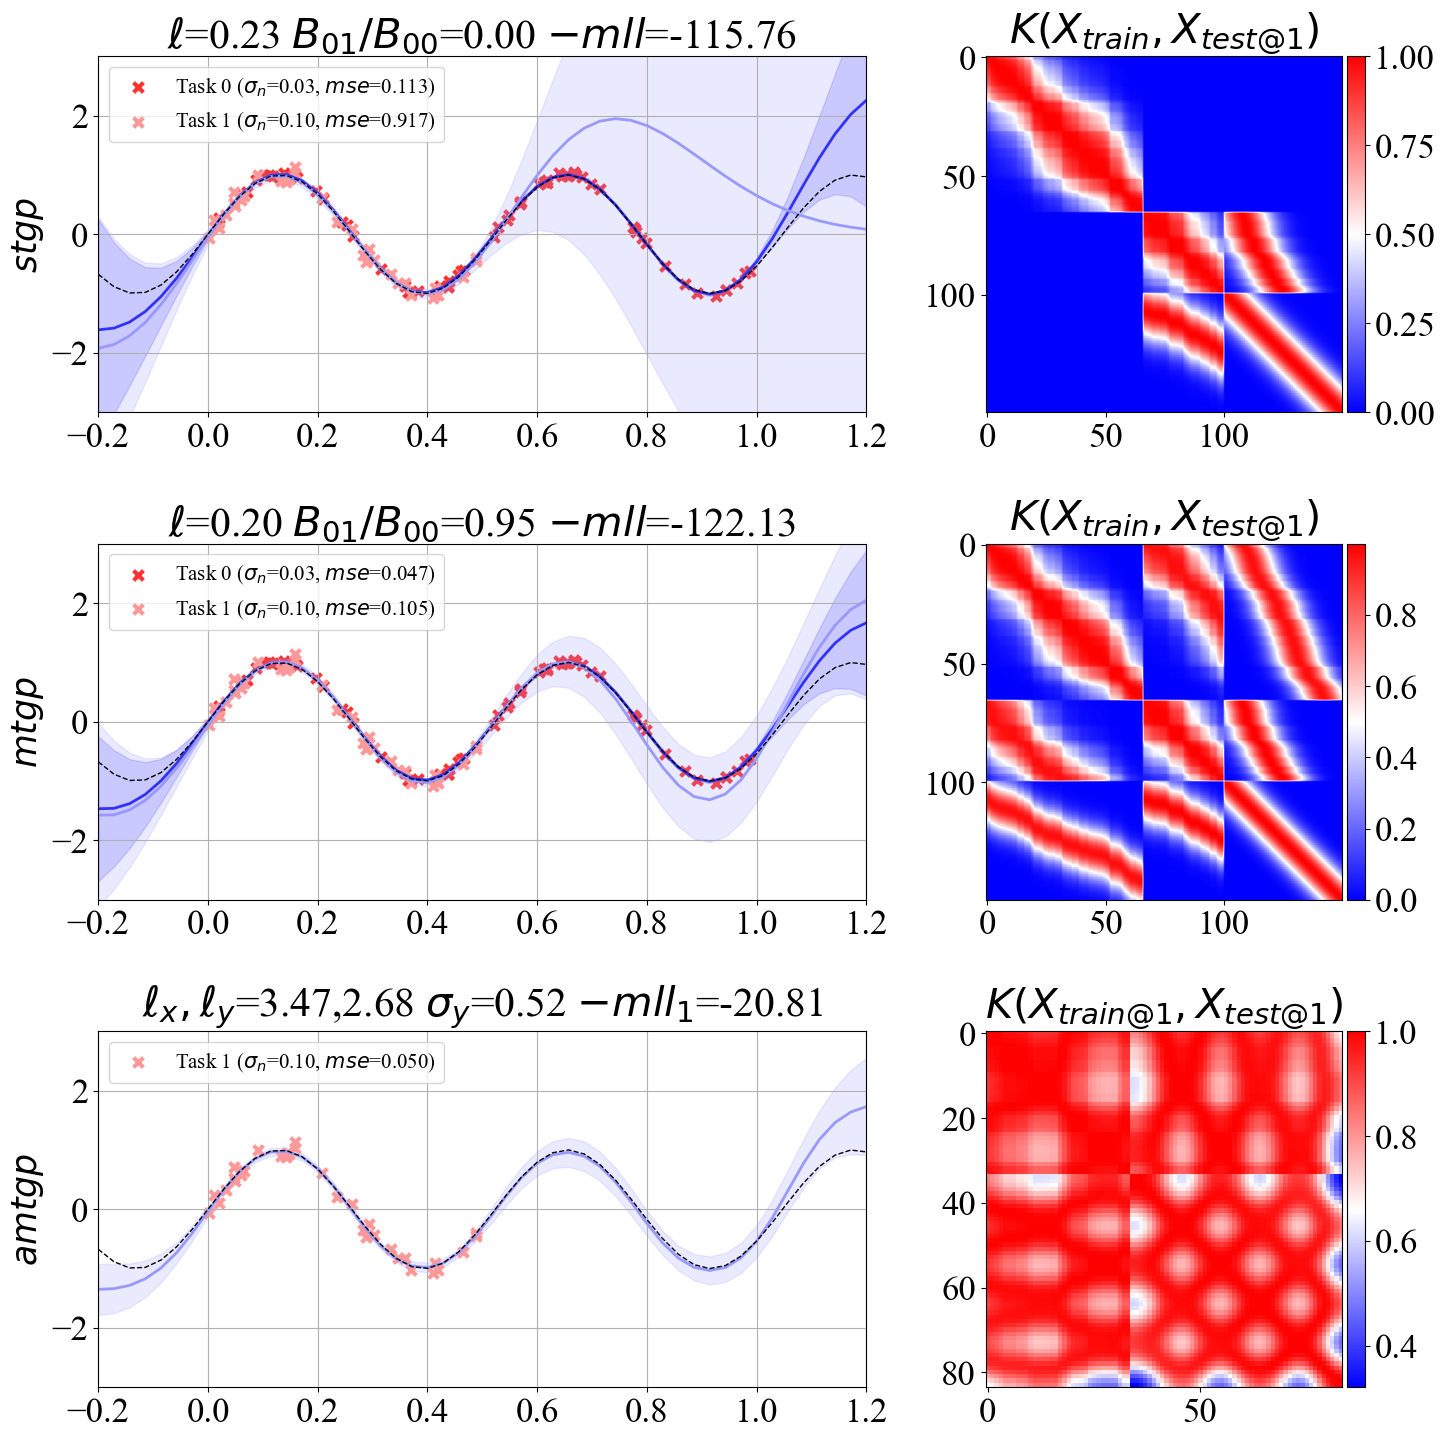 ℓ=0.23 B₀₁/B₀₀=0.00 −mll=-115.76
K(X_train, X_test@1)
stgp
Task 0 (σₙ=0.03, mse=0.113)
Task 1 (σₙ=0.10, mse=0.917)
2
0
−2
−0.2 0.0 0.2 0.4 0.6 0.8 1.0 1.2
0
50
100
0 50 100
1.00
0.75
0.50
0.25
0.00
ℓ=0.20 B₀₁/B₀₀=0.95 −mll=-122.13
K(X_train, X_test@1)
mtgp
Task 0 (σₙ=0.03, mse=0.047)
Task 1 (σₙ=0.10, mse=0.105)
2
0
−2
−0.2 0.0 0.2 0.4 0.6 0.8 1.0 1.2
0
50
100
0 50 100
0.8
0.6
0.4
0.2
0.0
ℓₓ, ℓ_y=3.47,2.68 σ_y=0.52 −mll₁=-20.81
K(X_train@1, X_test@1)
amtgp
Task 1 (σₙ=0.10, mse=0.050)
2
0
−2
−0.2 0.0 0.2 0.4 0.6 0.8 1.0 1.2
0
20
40
60
80
0 50
1.0
0.8
0.6
0.4